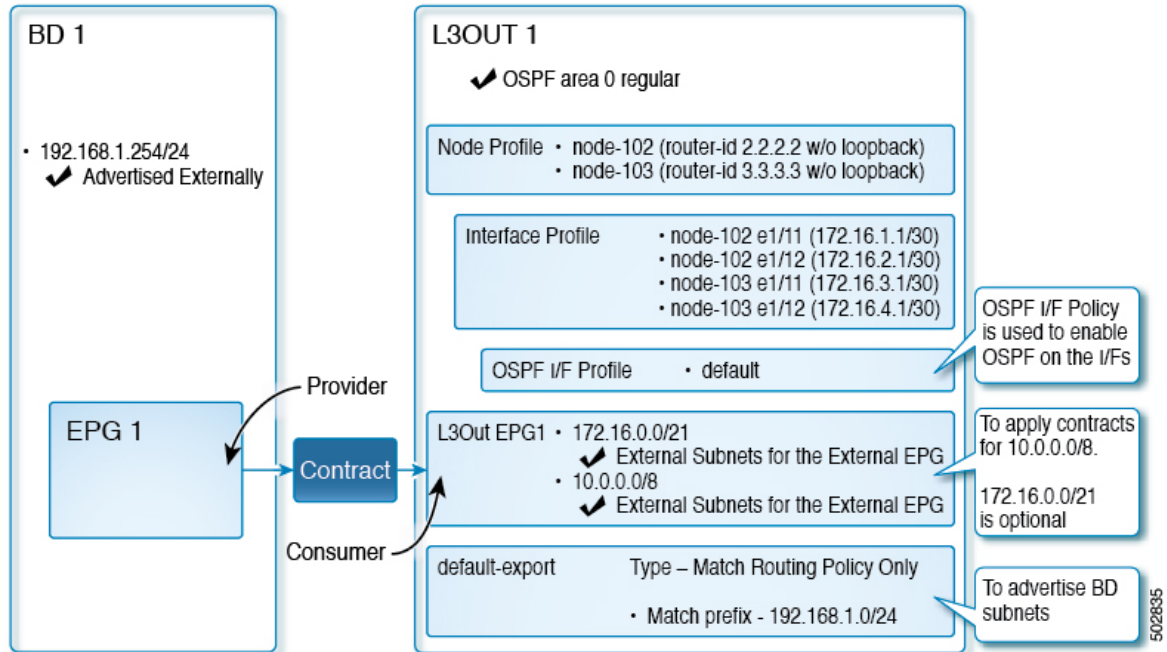 BD 1
• 192.168.1.254/24
✔ Advertised Externally
EPG 1
Provider
Contract
Consumer
L3OUT 1
✔ OSPF area 0 regular
Node Profile • node-102 (router-id 2.2.2.2 w/o loopback)
• node-103 (router-id 3.3.3.3 w/o loopback)
Interface Profile • node-102 e1/11 (172.16.1.1/30)
• node-102 e1/12 (172.16.2.1/30)
• node-103 e1/11 (172.16.3.1/30)
• node-103 e1/12 (172.16.4.1/30)
OSPF I/F Profile • default
OSPF I/F Policy
is used to enable
OSPF on the I/Fs
L3Out EPG1 • 172.16.0.0/21
✔ External Subnets for the External EPG
• 10.0.0.0/8
✔ External Subnets for the External EPG
To apply contracts
for 10.0.0.0/8.
172.16.0.0/21
is optional
default-export Type – Match Routing Policy Only
• Match prefix - 192.168.1.0/24
To advertise BD
subnets
502835